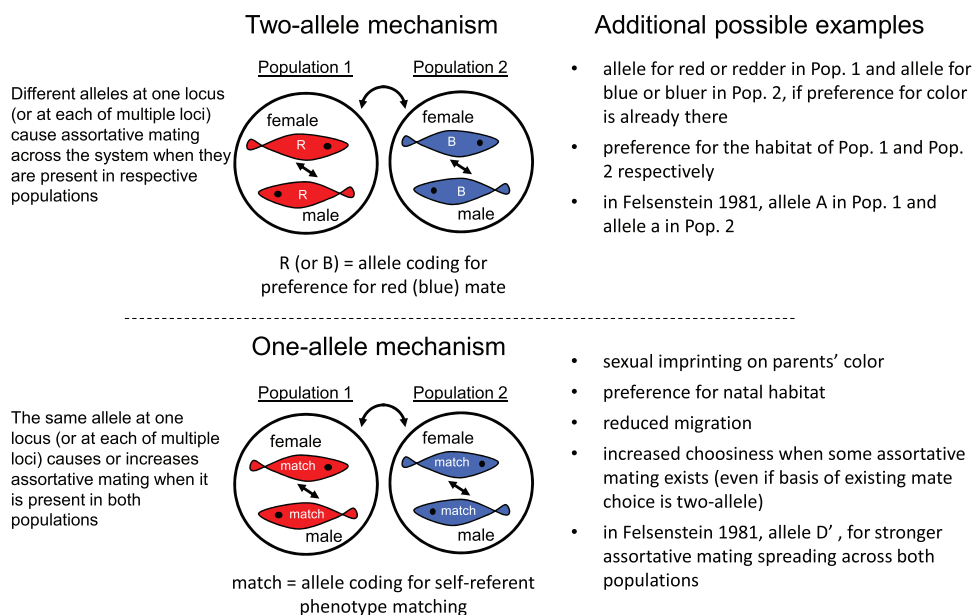 Two-allele mechanism
Additional possible examples
Population 1
Population 2
Different alleles at one locus
(or at each of multiple loci)
cause assortative mating
across the system when they
are present in respective
populations
female
R
R
male
female
B
B
male
R (or B) = allele coding for
preference for red (blue) mate
• allele for red or redder in Pop. 1 and allele for
blue or bluer in Pop. 2, if preference for color
is already there
• preference for the habitat of Pop. 1 and Pop.
2 respectively
• in Felsenstein 1981, allele A in Pop. 1 and
allele a in Pop. 2
One-allele mechanism
Population 1
Population 2
The same allele at one
locus (or at each of multiple
loci) causes or increases
assortative mating when it
is present in both
populations
female
match
match
male
female
match
match
male
match = allele coding for self-referent
phenotype matching
• sexual imprinting on parents’ color
• preference for natal habitat
• reduced migration
• increased choosiness when some assortative
mating exists (even if basis of existing mate
choice is two-allele)
• in Felsenstein 1981, allele D’ , for stronger
assortative mating spreading across both
populations